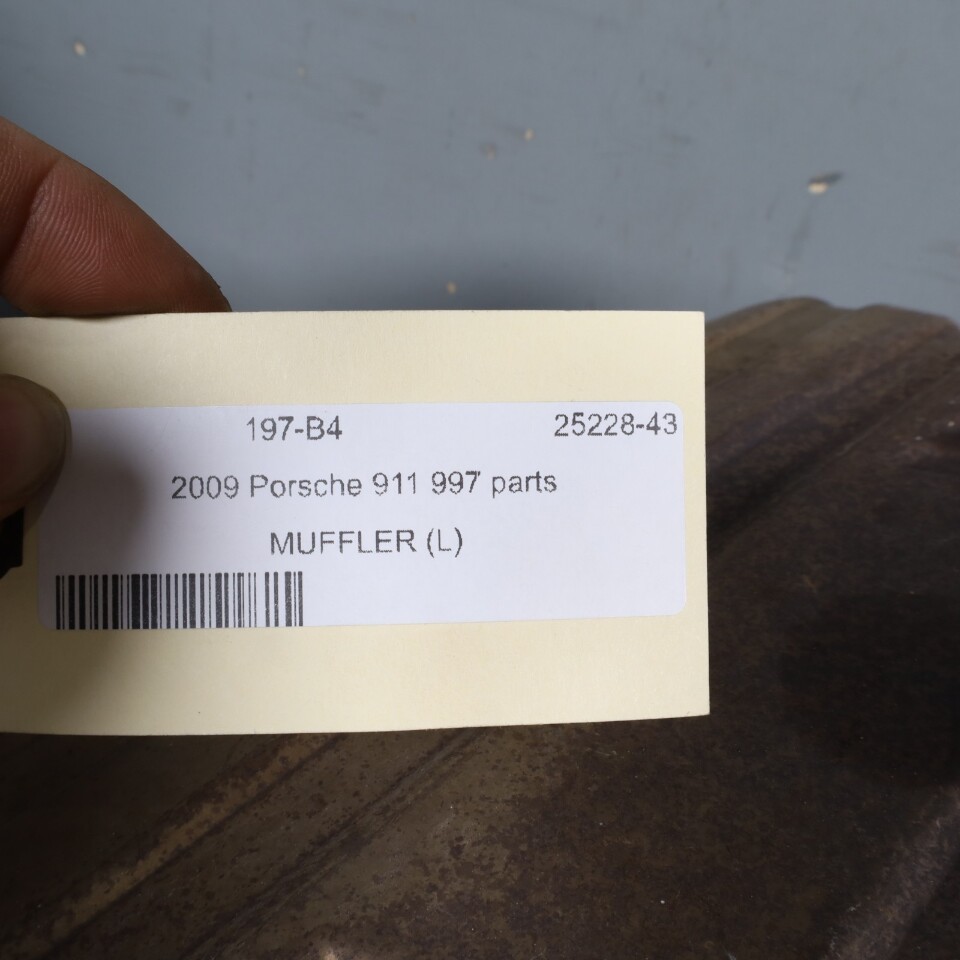 197-B4 25228-43
2009 Porsche 911 997 parts
MUFFLER (L)